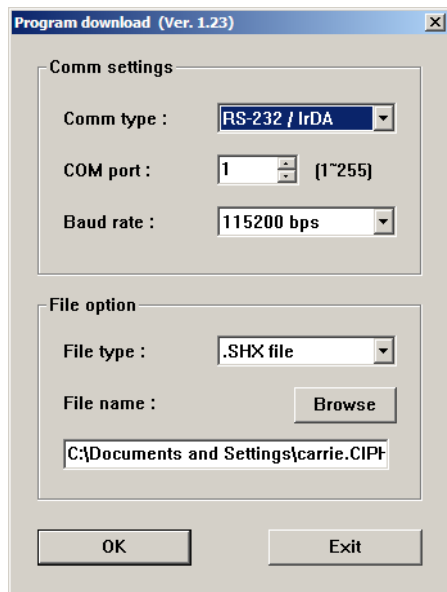 Program download (Ver. 1.23)
Comm settings
Comm type : RS-232 / IrDA
COM port : 1 (1~255)
Baud rate : 115200 bps
File option
File type : .SHX file
File name : Browse
C:\Documents and Settings\carrie.CIPH
OK Exit